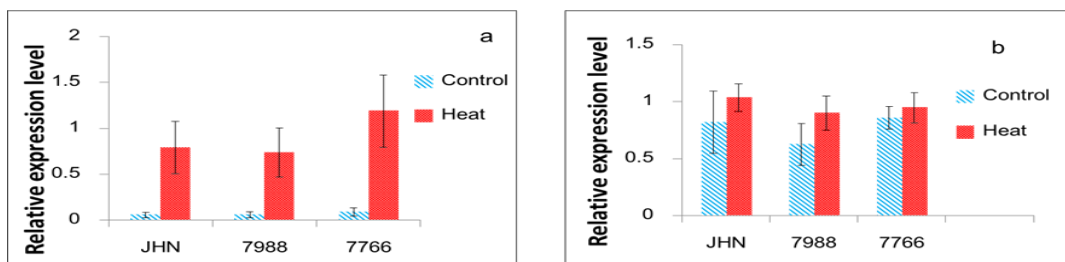 Relative expression level
2
1.5
1
0.5
0
a
Control
Heat
JHN 7988 7766
Relative expression level
1.5
1
0.5
0
b
Control
Heat
JHN 7988 7766